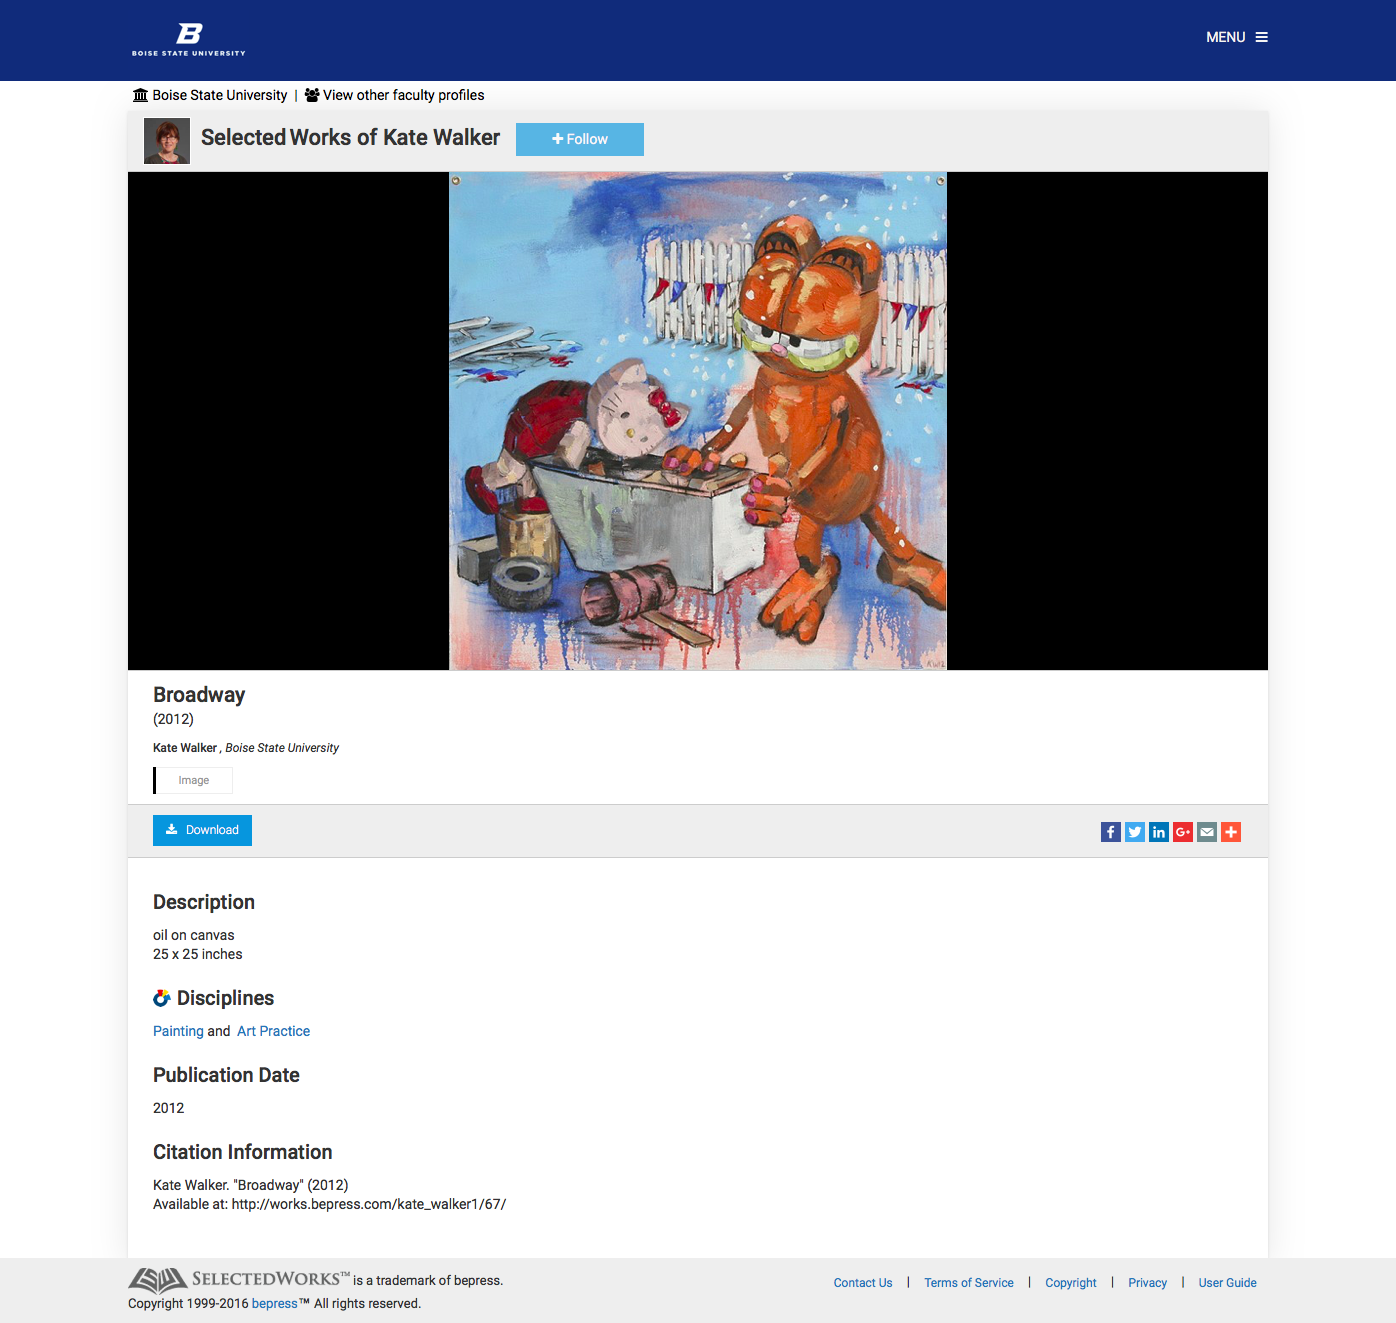 B
BOISE STATE UNIVERSITY
MENU
Boise State University | View other faculty profiles
Selected Works of Kate Walker
Follow
KWL
Broadway
(2012)
Kate Walker , Boise State University
Image
Download
Description
oil on canvas
25 x 25 inches
Disciplines
Painting and Art Practice
Publication Date
2012
Citation Information
Kate Walker. "Broadway" (2012)
Available at: http://works.bepress.com/kate_walker1/67/
SELECTEDWORKS™ is a trademark of bepress.
Contact Us | Terms of Service | Copyright | Privacy | User Guide
Copyright 1999-2016 bepress™ All rights reserved.